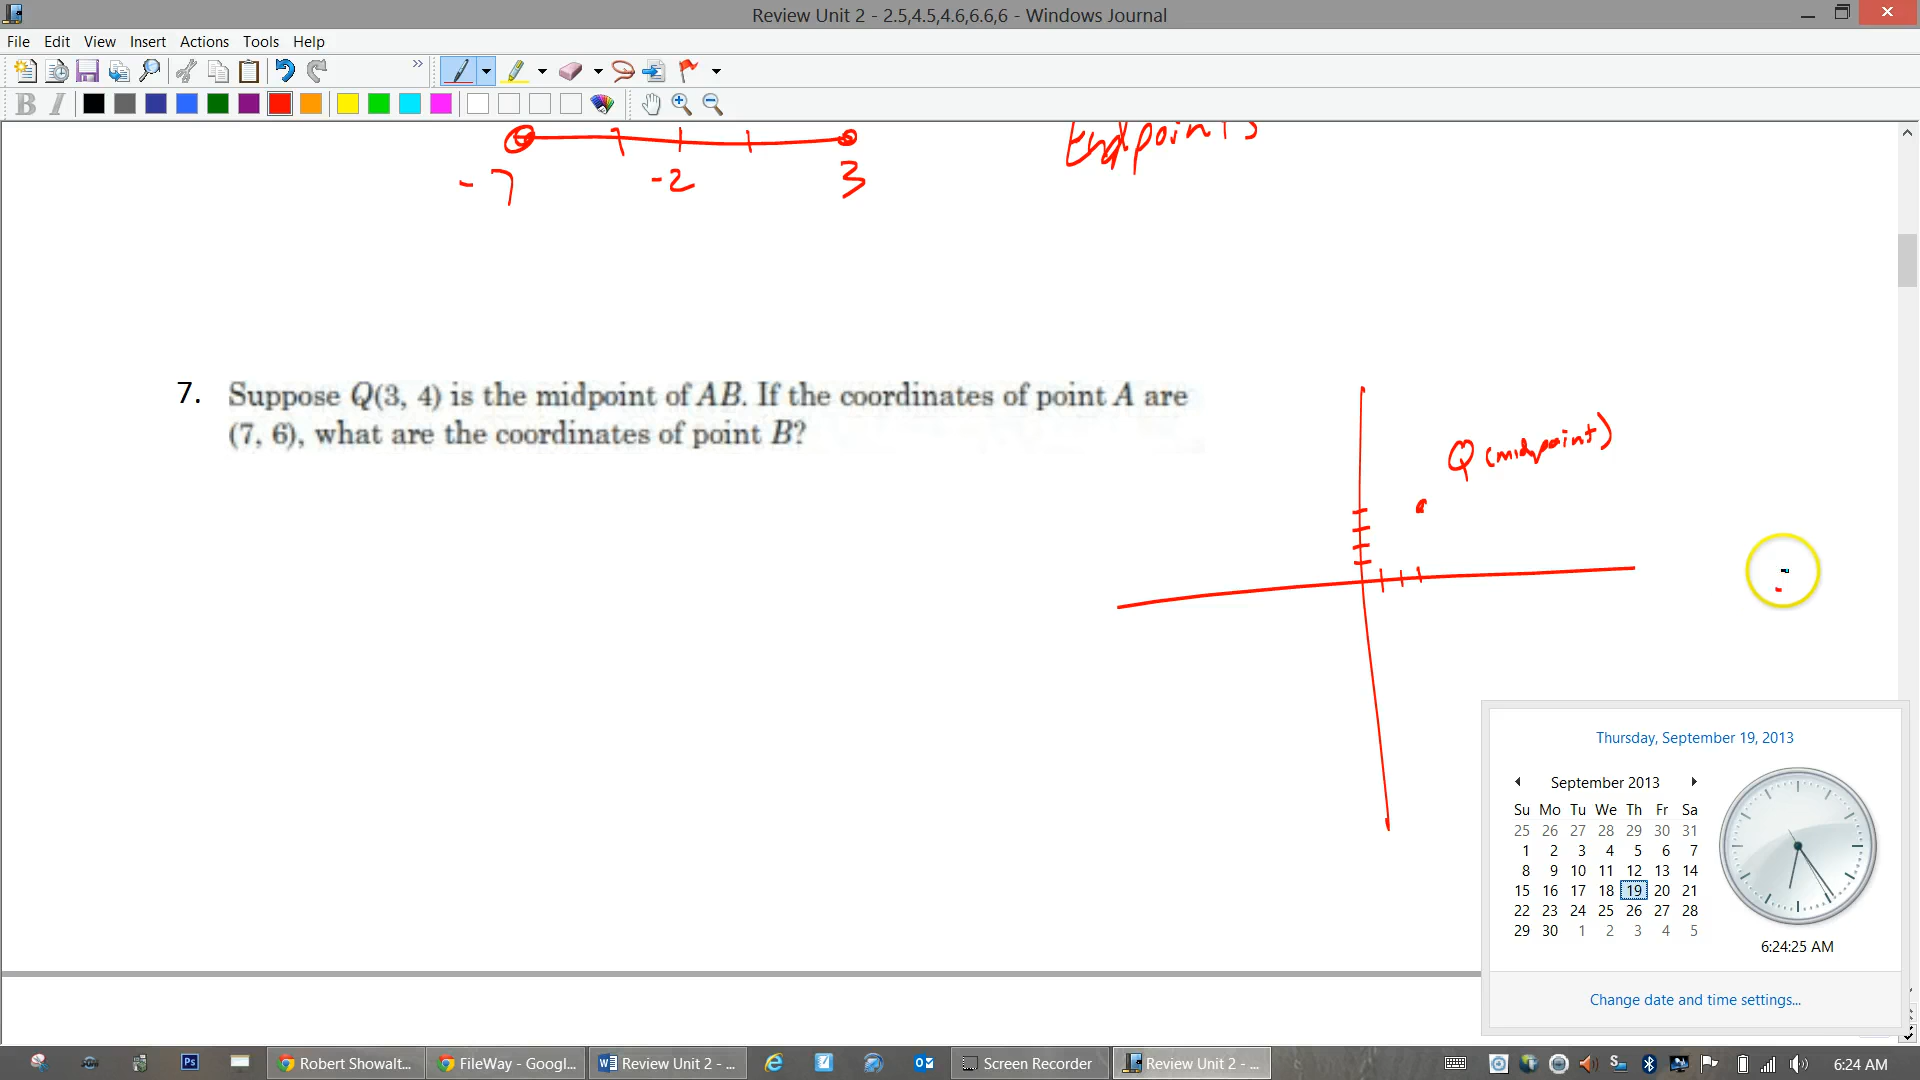 Review Unit 2 - 2.5,4.5,4.6,6.6,6 - Windows Journal
File Edit View Insert Actions Tools Help
B I
Endpoints
-7 -2 3
7. Suppose Q(3, 4) is the midpoint of AB. If the coordinates of point A are
(7, 6), what are the coordinates of point B?
Q (midpoint)
Thursday, September 19, 2013
September 2013
Su Mo Tu We Th Fr Sa
25 26 27 28 29 30 31
1 2 3 4 5 6 7
8 9 10 11 12 13 14
15 16 17 18 19 20 21
22 23 24 25 26 27 28
29 30 1 2 3 4 5
6:24:25 AM
Change date and time settings...
Ps
Robert Showalt...
FileWay - Googl...
Review Unit 2 - ...
Screen Recorder
Review Unit 2 - ...
6:24 AM